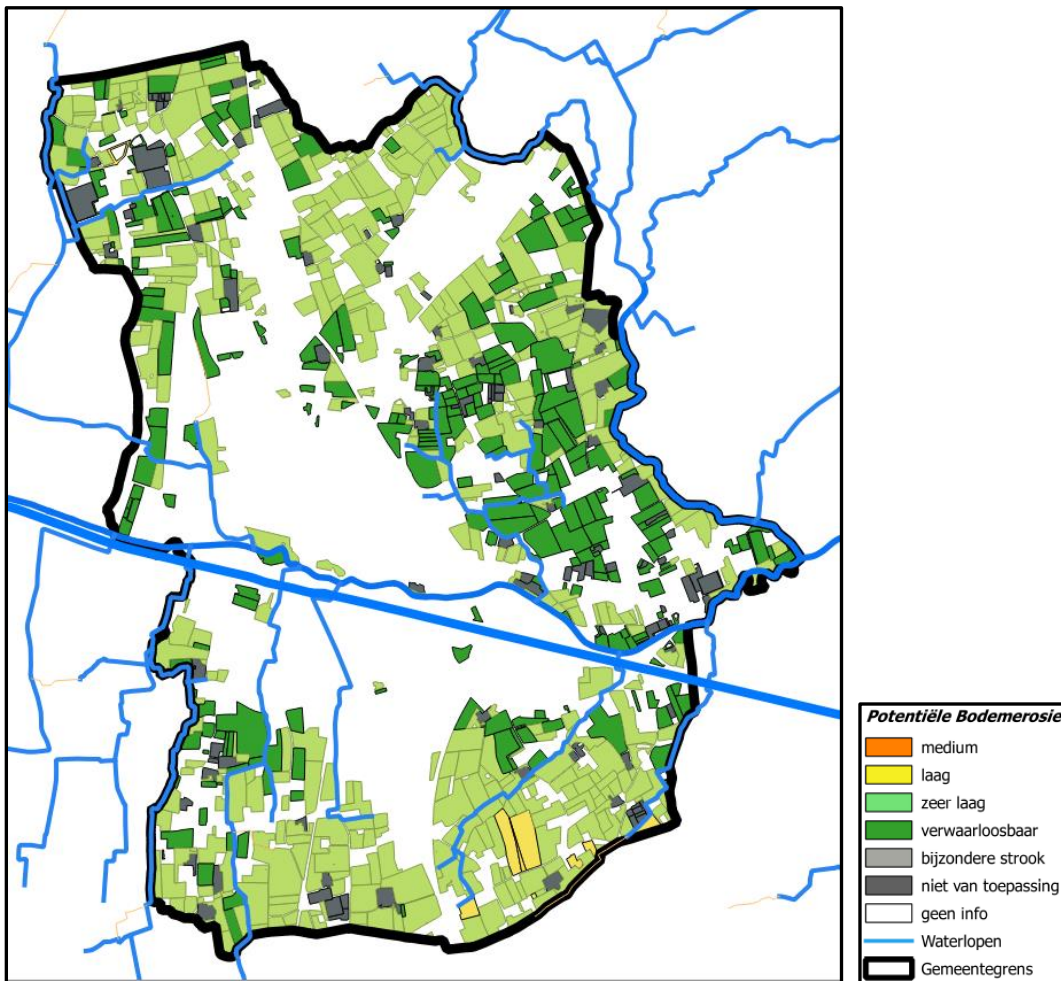 Potentiële Bodemerosie
medium
laag
zeer laag
verwaarloosbaar
bijzondere strook
niet van toepassing
geen info
Waterlopen
Gemeentegrens